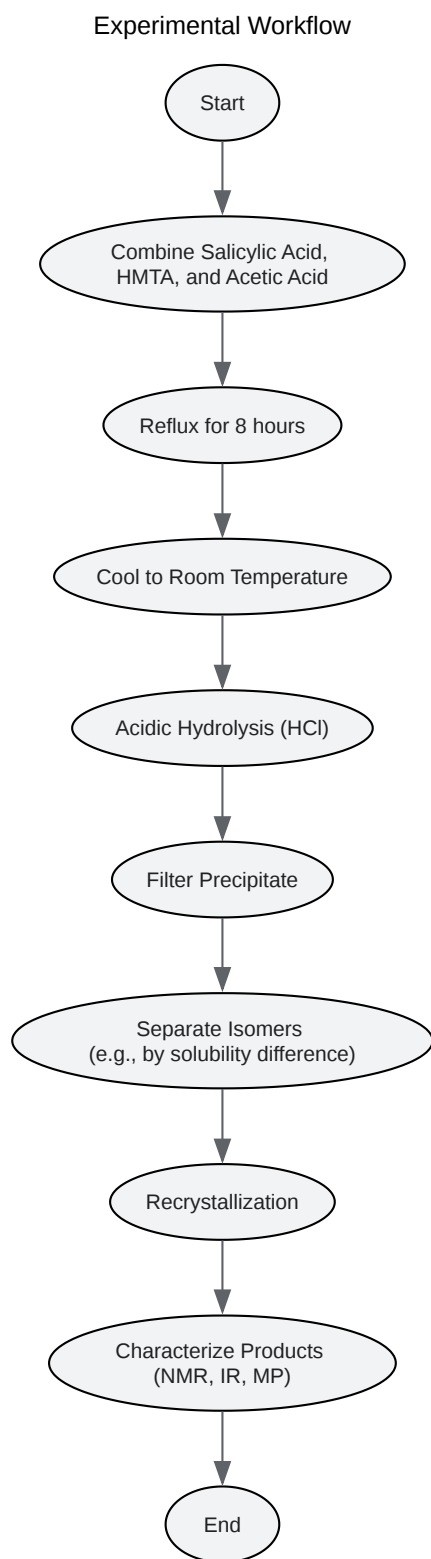 Experimental Workflow
Start
Combine Salicylic Acid,
HMTA, and Acetic Acid
Reflux for 8 hours
Cool to Room Temperature
Acidic Hydrolysis (HCl)
Filter Precipitate
Separate Isomers
(e.g., by solubility difference)
Recrystallization
Characterize Products
(NMR, IR, MP)
End